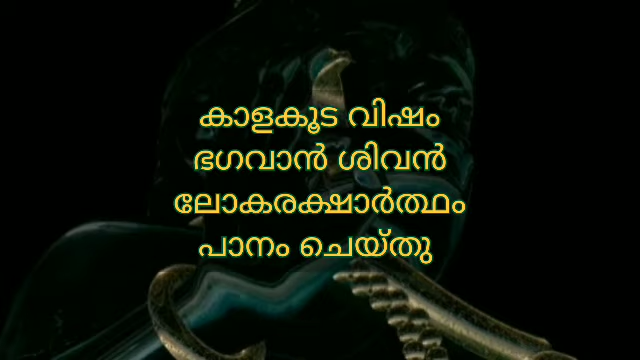 കാളകൂട വിഷം
ഭഗവാൻ ശിവൻ
ലോകരക്ഷാർത്ഥം
പാനം ചെയ്തു